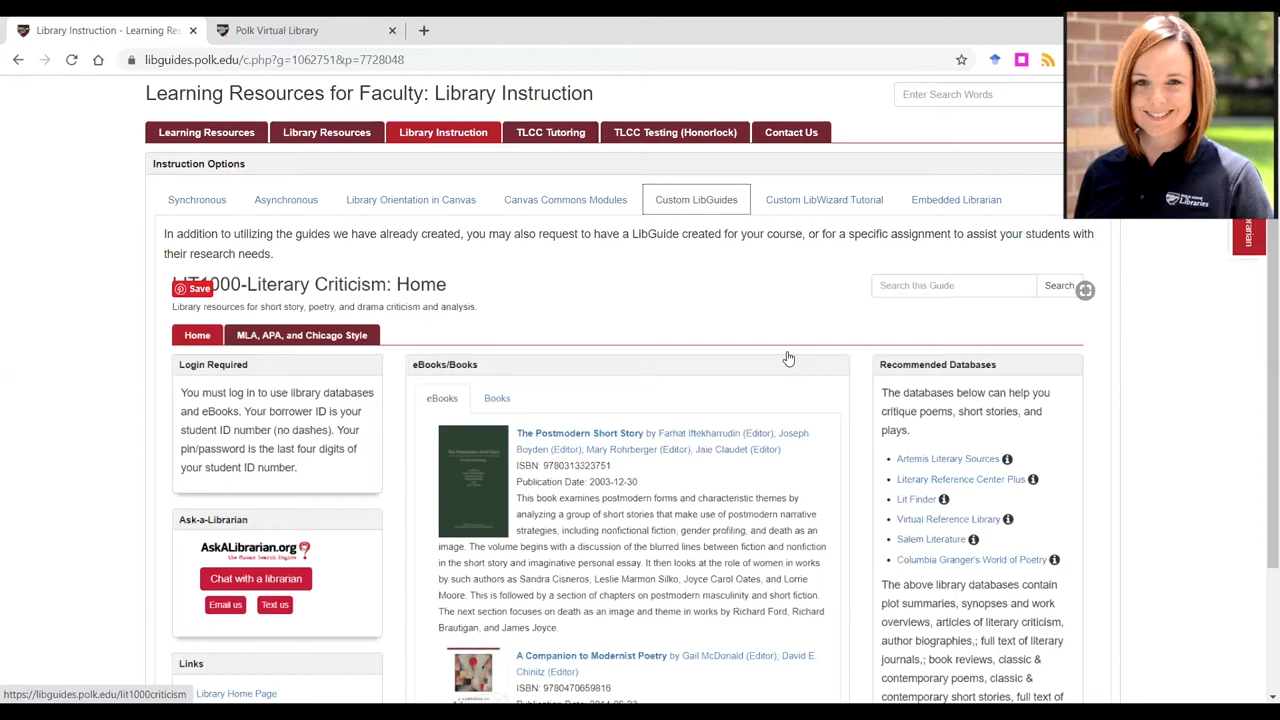 Library Instruction - Learning Res
Polk Virtual Library
libguides.polk.edu/c.php?g=1062751&p=7728048
Learning Resources for Faculty: Library Instruction
Enter Search Words
Learning Resources
Library Resources
Library Instruction
TLCC Tutoring
TLCC Testing (Honorlock)
Contact Us
Instruction Options
Synchronous
Asynchronous
Library Orientation in Canvas
Canvas Commons Modules
Custom LibGuides
Custom LibWizard Tutorial
Embedded Librarian
In addition to utilizing the guides we have already created, you may also request to have a LibGuide created for your course, or for a specific assignment to assist your students with
their research needs.
LIT1000-Literary Criticism: Home
Save
Library resources for short story, poetry, and drama criticism and analysis.
Search this Guide
Search
Home
MLA, APA, and Chicago Style
Login Required
You must log in to use library databases
and eBooks. Your borrower ID is your
student ID number (no dashes). Your
pin/password is the last four digits of
your student ID number.
Ask-a-Librarian
AskALibrarian.org
the Human Search Engine
Chat with a librarian
Email us
Text us
Links
Library Home Page
eBooks/Books
eBooks
Books
The Postmodern Short Story by Farhat Iftekharrudin (Editor); Joseph
Boyden (Editor); Mary Rohrberger (Editor), Jaie Claudet (Editor)
ISBN: 9780313323751
Publication Date: 2003-12-30
This book examines postmodern forms and characteristic themes by
analyzing a group of short stories that make use of postmodern narrative
strategies, including nonfictional fiction, gender profiling, and death as an
image. The volume begins with a discussion of the blurred lines between fiction and nonfiction
in the short story and imaginative personal essay. It then looks at the role of women in works
by such authors as Sandra Cisneros, Leslie Marmon Silko, Joyce Carol Oates, and Lorne
Moore. This is followed by a section of chapters on postmodern masculinity and short fiction.
The next section focuses on death as an image and theme in works by Richard Ford, Richard
Brautigan, and James Joyce.
A Companion to Modernist Poetry by Gail McDonald (Editor); David E.
Chinitz (Editor)
ISBN: 9780470659816
Recommended Databases
The databases below can help you
critique poems, short stories, and
plays.
Artemis Literary Sources
Literary Reference Center Plus
Lit Finder
Virtual Reference Library
Salem Literature
Columbia Granger's World of Poetry
The above library databases contain
plot summaries, synopses and work
overviews, articles of literary criticism,
author biographies,; full text of literary
journals,; book reviews, classic &
contemporary poems, classic &
contemporary short stories, full text of
https://libguides.polk.edu/lit1000criticism